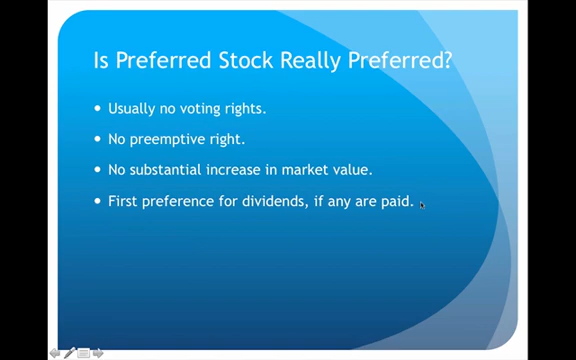 Is Preferred Stock Really Preferred?
Usually no voting rights.
No preemptive right.
No substantial increase in market value.
First preference for dividends, if any are paid.